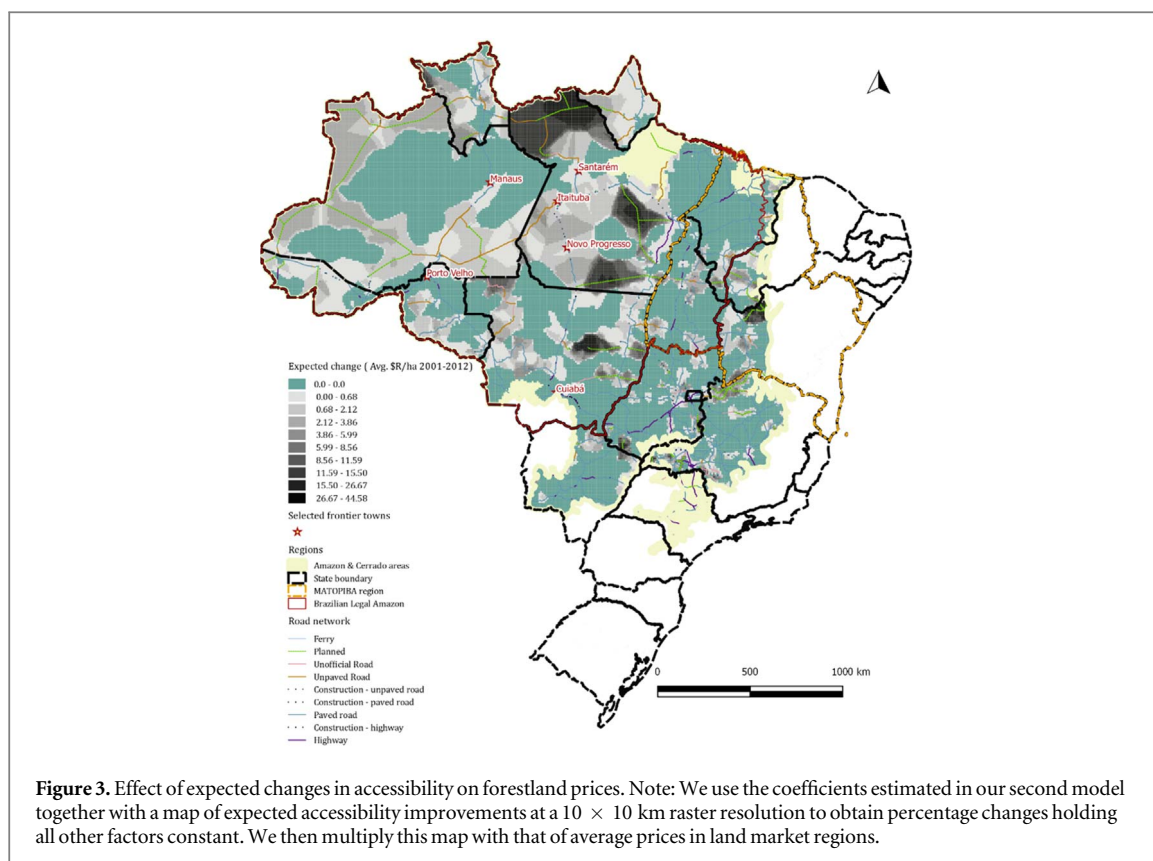 Manaus
Santarém
Itaituba
Novo Progresso
Porto Velho
Cuiabá
Expected change ( Avg. $R/ha 2001-2012)
0.0 - 0.0
0.00 - 0.68
0.68 - 2.12
2.12 - 3.86
3.86 - 5.99
5.99 - 8.56
8.56 - 11.59
11.59 - 15.50
15.50 - 26.67
26.67 - 44.58
Selected frontier towns
Regions
Amazon & Cerrado areas
State boundary
MATOPIBA region
Brazilian Legal Amazon
Road network
Ferry
Planned
Unofficial Road
Unpaved Road
Construction - unpaved road
Construction - paved road
Paved road
Construction - highway
Highway
0 500 1000 km
Figure 3. Effect of expected changes in accessibility on forestland prices. Note: We use the coefficients estimated in our second model
together with a map of expected accessibility improvements at a 10 × 10 km raster resolution to obtain percentage changes holding
all other factors constant. We then multiply this map with that of average prices in land market regions.